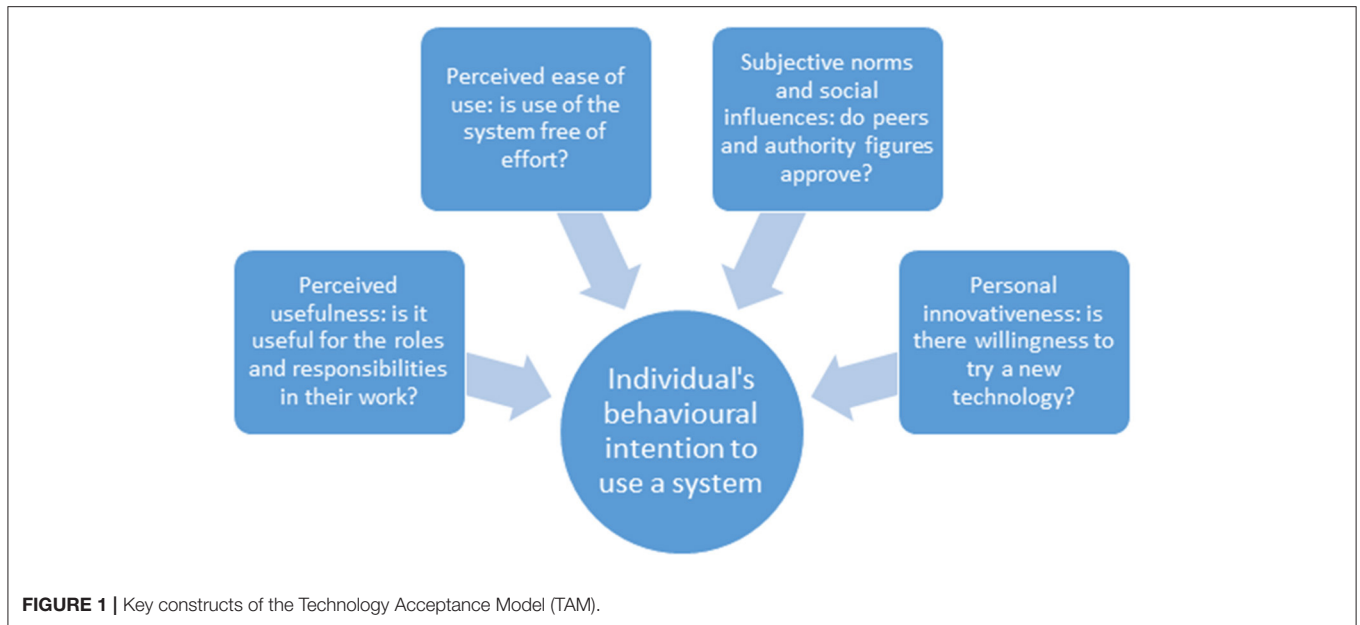 Perceived ease of
use: is use of the
system free of
effort?
Subjective norms
and social
influences: do peers
and authority figures
approve?
Perceived
usefulness: is it
useful for the roles
and responsibilities
in their work?
Personal
innovativeness: is
there willingness to
try a new
technology?
Individual's
behavioural
intention to
use a system
FIGURE 1 | Key constructs of the Technology Acceptance Model (TAM).